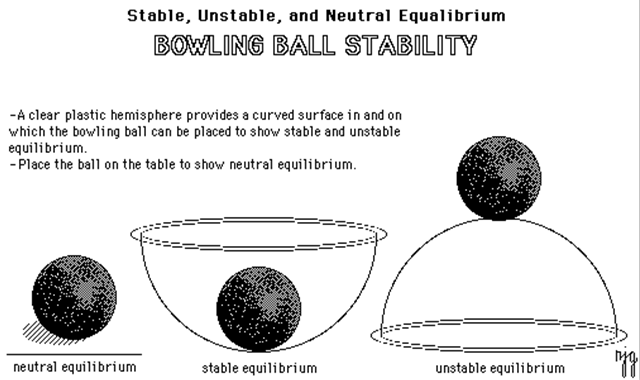 Stable, Unstable, and Neutral Equalibrium
BOWLING BALL STABILITY
-A clear plastic hemisphere provides a curved surface in and on
which the bowling ball can be placed to show stable and unstable
equilibrium.
-Place the ball on the table to show neutral equilibrium.
neutral equilibrium
stable equilibrium
unstable equilibrium